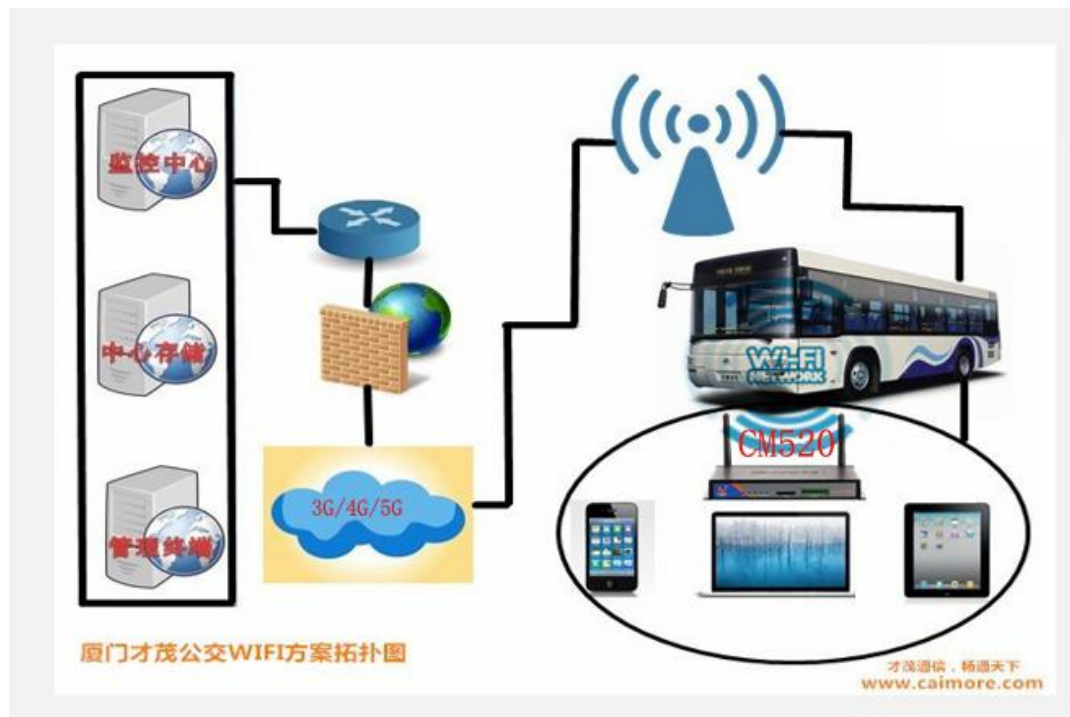 监控中心
中心存储
管理终端
3G/4G/5G
WI-FI
NETWORK
CM520
厦门才茂公交WIFI方案拓扑图
才茂通信，畅通天下
www.caimore.com